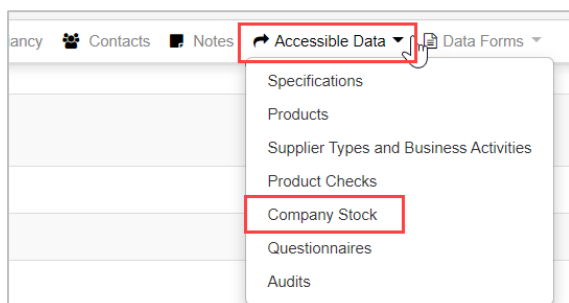 ancy Contacts Notes Accessible Data Data Forms
Specifications
Products
Supplier Types and Business Activities
Product Checks
Company Stock
Questionnaires
Audits